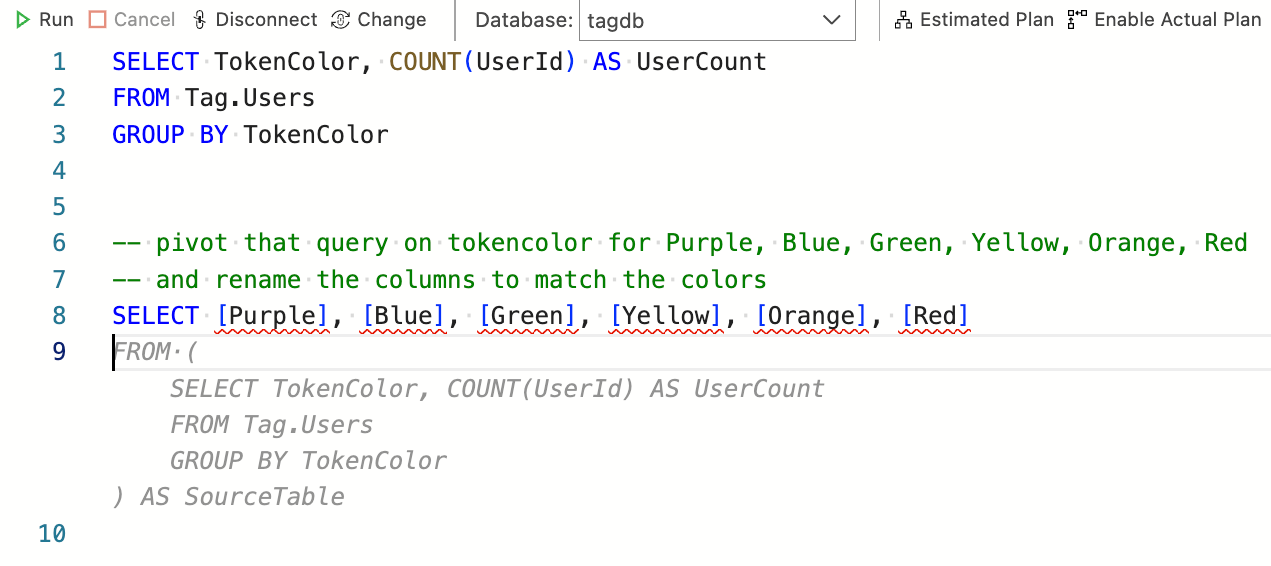 Run Cancel Disconnect Change Database: tagdb Estimated Plan Enable Actual Plan
1 SELECT TokenColor, COUNT(UserId) AS UserCount
2 FROM Tag.Users
3 GROUP BY TokenColor
4
5
6 -- pivot that query on tokencolor for Purple, Blue, Green, Yellow, Orange, Red
7 -- and rename the columns to match the colors
8 SELECT [Purple], [Blue], [Green], [Yellow], [Orange], [Red]
9 FROM (
SELECT TokenColor, COUNT(UserId) AS UserCount
FROM Tag.Users
GROUP BY TokenColor
) AS SourceTable
10